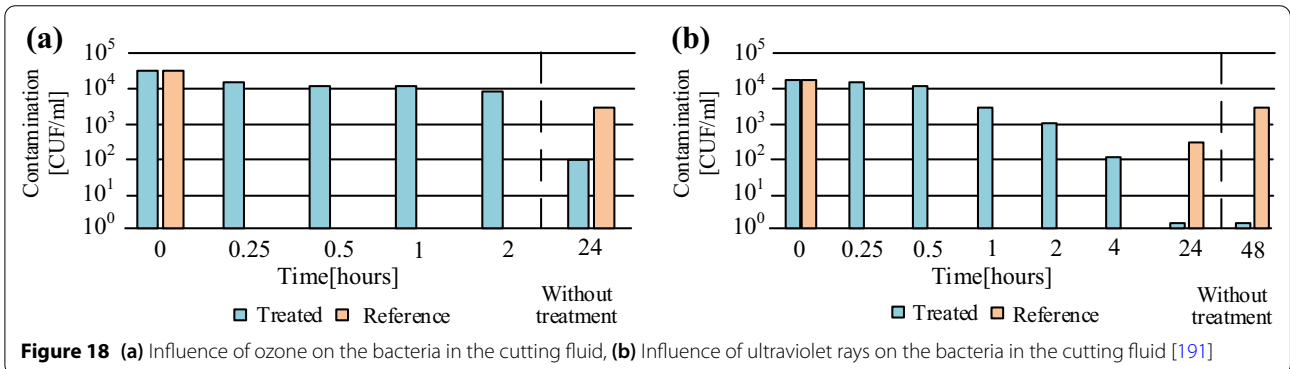 (a)
10^5
10^4
10^3
10^2
10^1
10^0
Contamination
[CUF/ml]
0 0.25 0.5 1 2 24
Time[hours]
Without
treatment
Treated Reference
(b)
10^5
10^4
10^3
10^2
10^1
10^0
Contamination
[CUF/ml]
0 0.25 0.5 1 2 4 24 48
Time[hours]
Without
treatment
Treated Reference
Figure 18 (a) Influence of ozone on the bacteria in the cutting fluid, (b) Influence of ultraviolet rays on the bacteria in the cutting fluid [191]